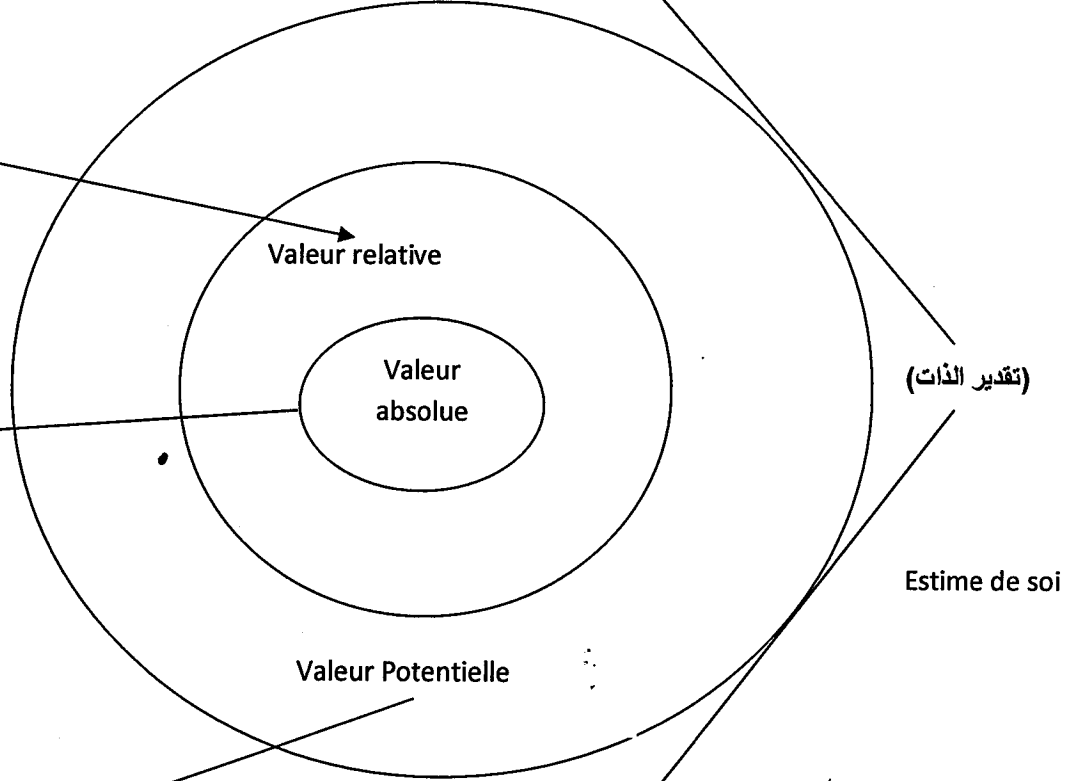 Valeur relative
Valeur
absolue
(تقدير الذات)
Estime de soi
Valeur Potentielle